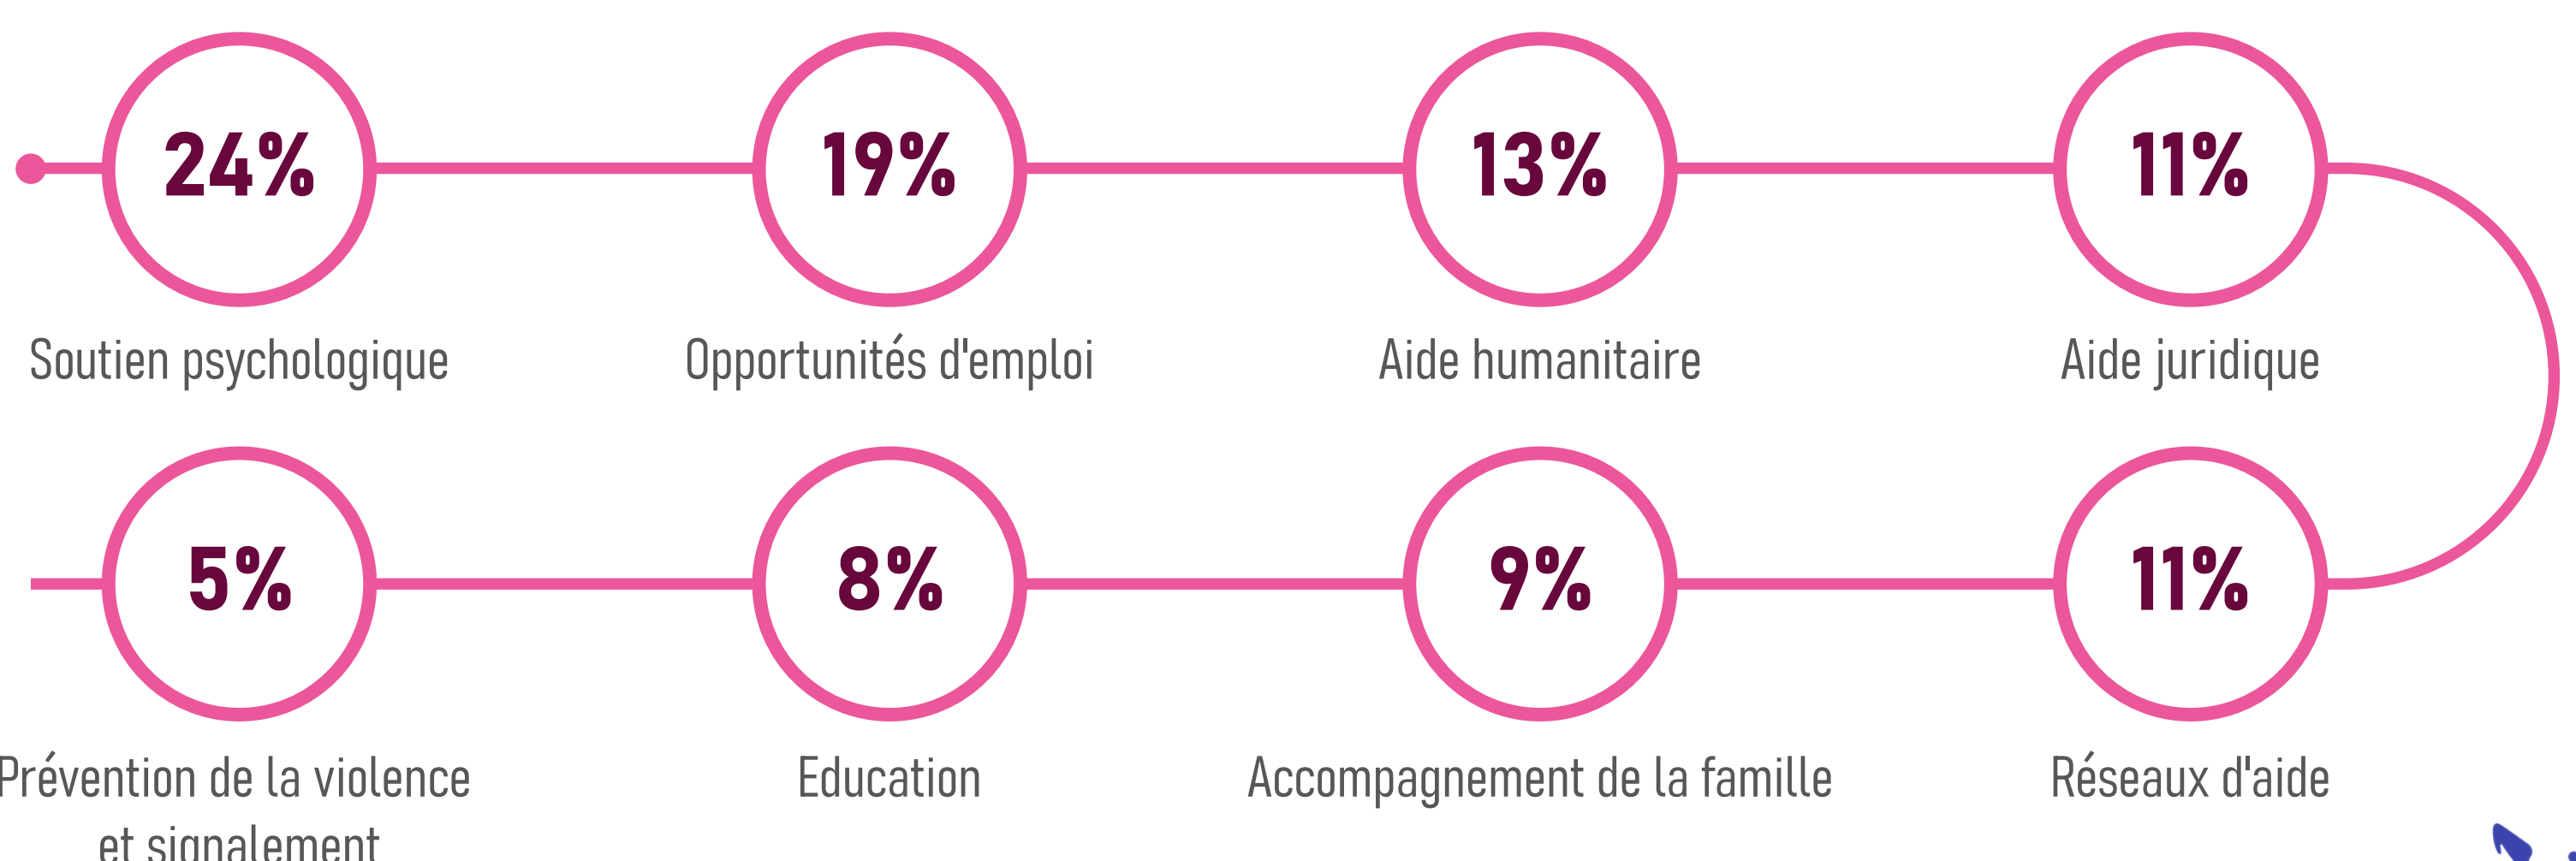 24%
19%
13%
11%
Soutien psychologique
Opportunités d'emploi
Aide humanitaire
Aide juridique
5%
8%
9%
11%
Prévention de la violence
et signalement
Education
Accompagnement de la famille
Réseaux d'aide